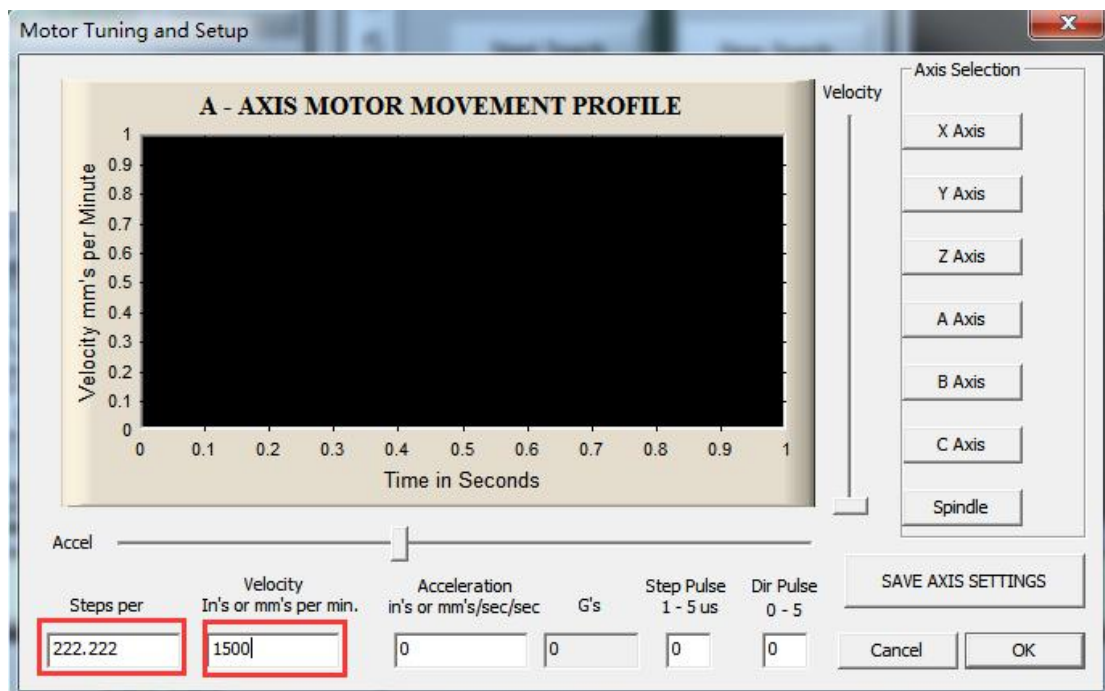 Motor Tuning and Setup
A - AXIS MOTOR MOVEMENT PROFILE
Velocity mm's per Minute
1
0.9
0.8
0.7
0.6
0.5
0.4
0.3
0.2
0.1
0
0 0.1 0.2 0.3 0.4 0.5 0.6 0.7 0.8 0.9 1
Time in Seconds
Velocity
Axis Selection
X Axis
Y Axis
Z Axis
A Axis
B Axis
C Axis
Spindle
Accel
SAVE AXIS SETTINGS
Steps per
Velocity
In's or mm's per min.
Acceleration
in's or mm's/sec/sec
G's
Step Pulse
1 - 5 us
Dir Pulse
0 - 5
222.222 1500 0 0 0 0
Cancel OK